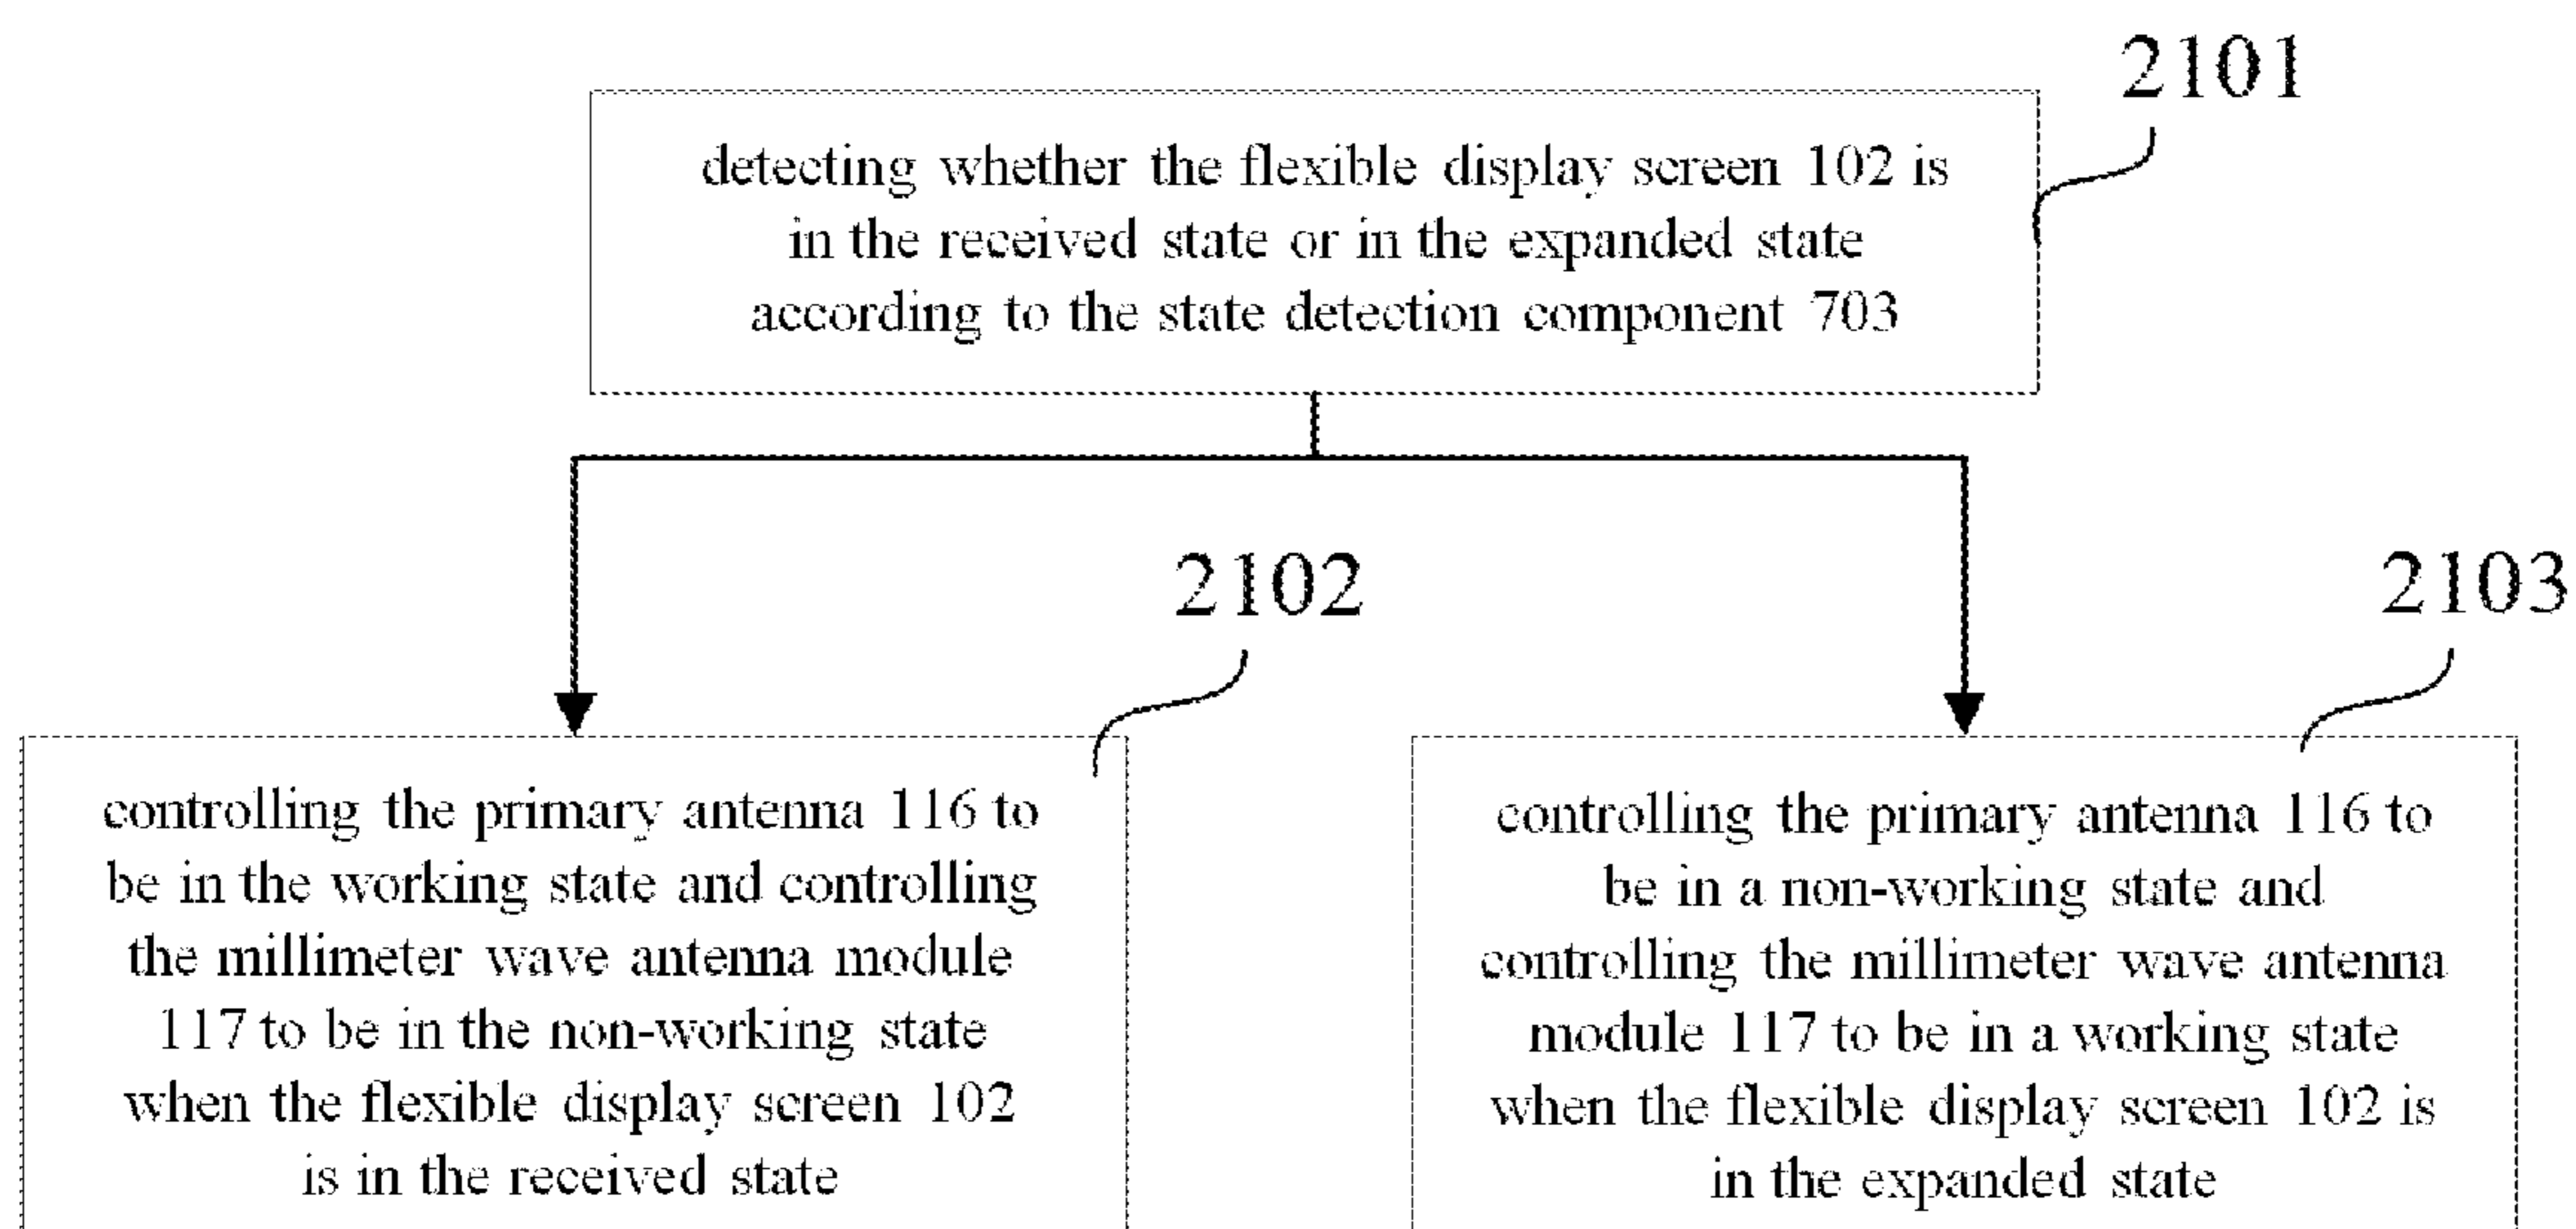 2101
detecting whether the flexible display screen 102 is
in the received state or in the expanded state
according to the state detection component 703
2102
2103
controlling the primary antenna 116 to
be in the working state and controlling
the millimeter wave antenna module
117 to be in the non-working state
when the flexible display screen 102
is in the received state
controlling the primary antenna 116 to
be in a non-working state and
controlling the millimeter wave antenna
module 117 to be in a working state
when the flexible display screen 102 is
in the expanded state